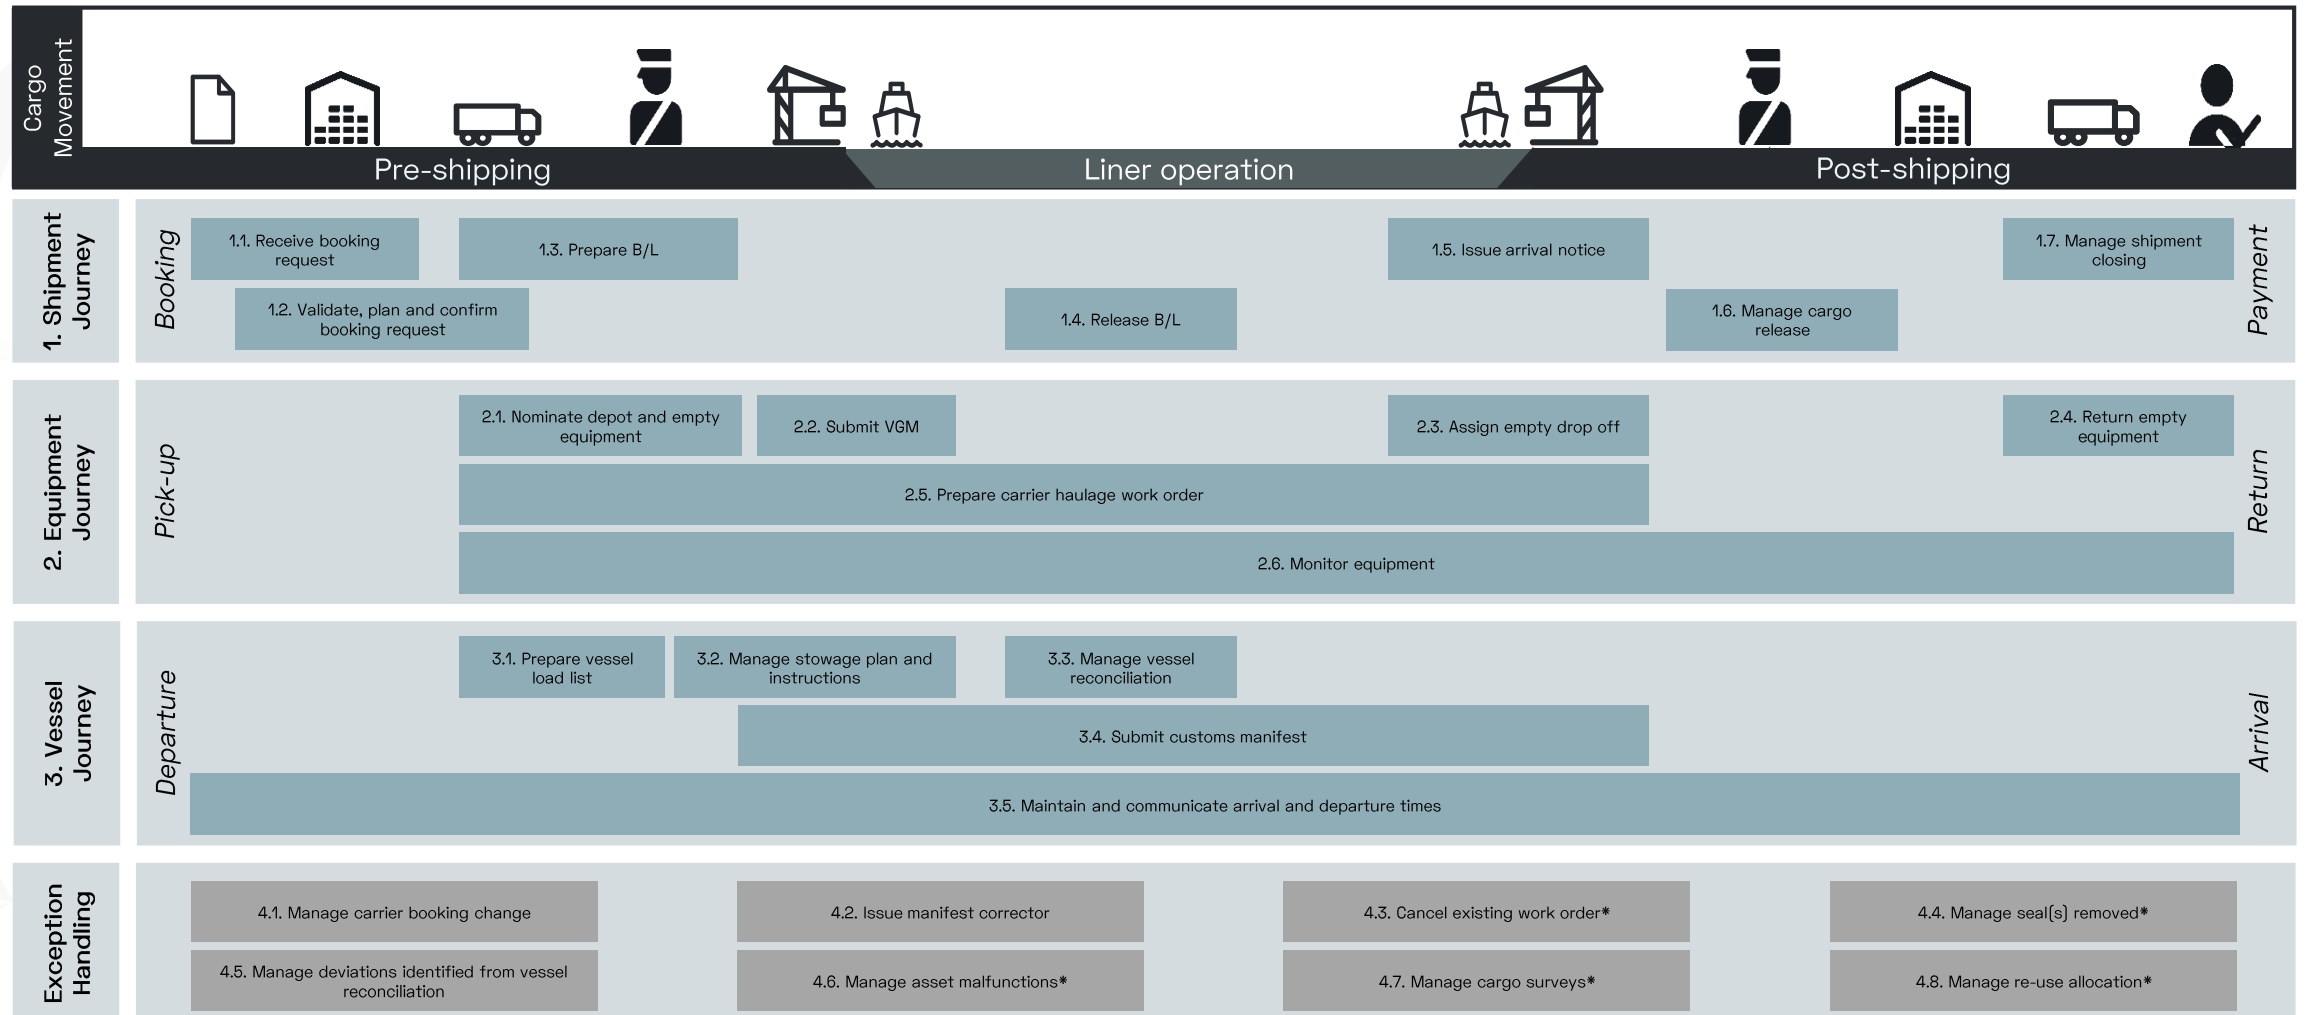 Cargo
Movement
Pre-shipping
Liner operation
Post-shipping
1. Shipment
Journey
Booking
1.1. Receive booking
request
1.3. Prepare B/L
1.5. Issue arrival notice
1.7. Manage shipment
closing
1.2. Validate, plan and confirm
booking request
1.4. Release B/L
1.6. Manage cargo
release
Payment
2. Equipment
Journey
Pick-up
2.1. Nominate depot and empty
equipment
2.2. Submit VGM
2.3. Assign empty drop off
2.4. Return empty
equipment
2.5. Prepare carrier haulage work order
2.6. Monitor equipment
Return
3. Vessel
Journey
Departure
3.1. Prepare vessel
load list
3.2. Manage stowage plan and
instructions
3.3. Manage vessel
reconciliation
3.4. Submit customs manifest
3.5. Maintain and communicate arrival and departure times
Arrival
Exception
Handling
4.1. Manage carrier booking change
4.2. Issue manifest corrector
4.3. Cancel existing work order*
4.4. Manage seal(s) removed*
4.5. Manage deviations identified from vessel
reconciliation
4.6. Manage asset malfunctions*
4.7. Manage cargo surveys*
4.8. Manage re-use allocation*